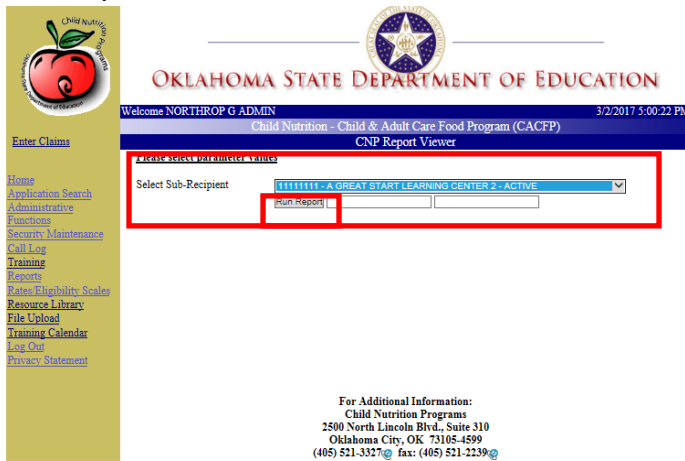 Child Nutrition Programs
OKLAHOMA STATE DEPARTMENT OF EDUCATION
Welcome NORTHROP G ADMIN 3/2/2017 5:00:22 PM
Child Nutrition - Child & Adult Care Food Program (CACFP)
Enter Claims
CNP Report Viewer
Please select parameter values
Select Sub-Recipient 11111111 - A GREAT START LEARNING CENTER 2 - ACTIVE
Run Report
Home
Application Search
Administrative
Functions
Security Maintenance
Call Log
Training
Reports
Rates/Eligibility Scales
Resource Library
File Upload
Training Calendar
Log Out
Privacy Statement
For Additional Information:
Child Nutrition Programs
2500 North Lincoln Blvd., Suite 310
Oklahoma City, OK 73105-4599
(405) 521-3327 fax: (405) 521-2239